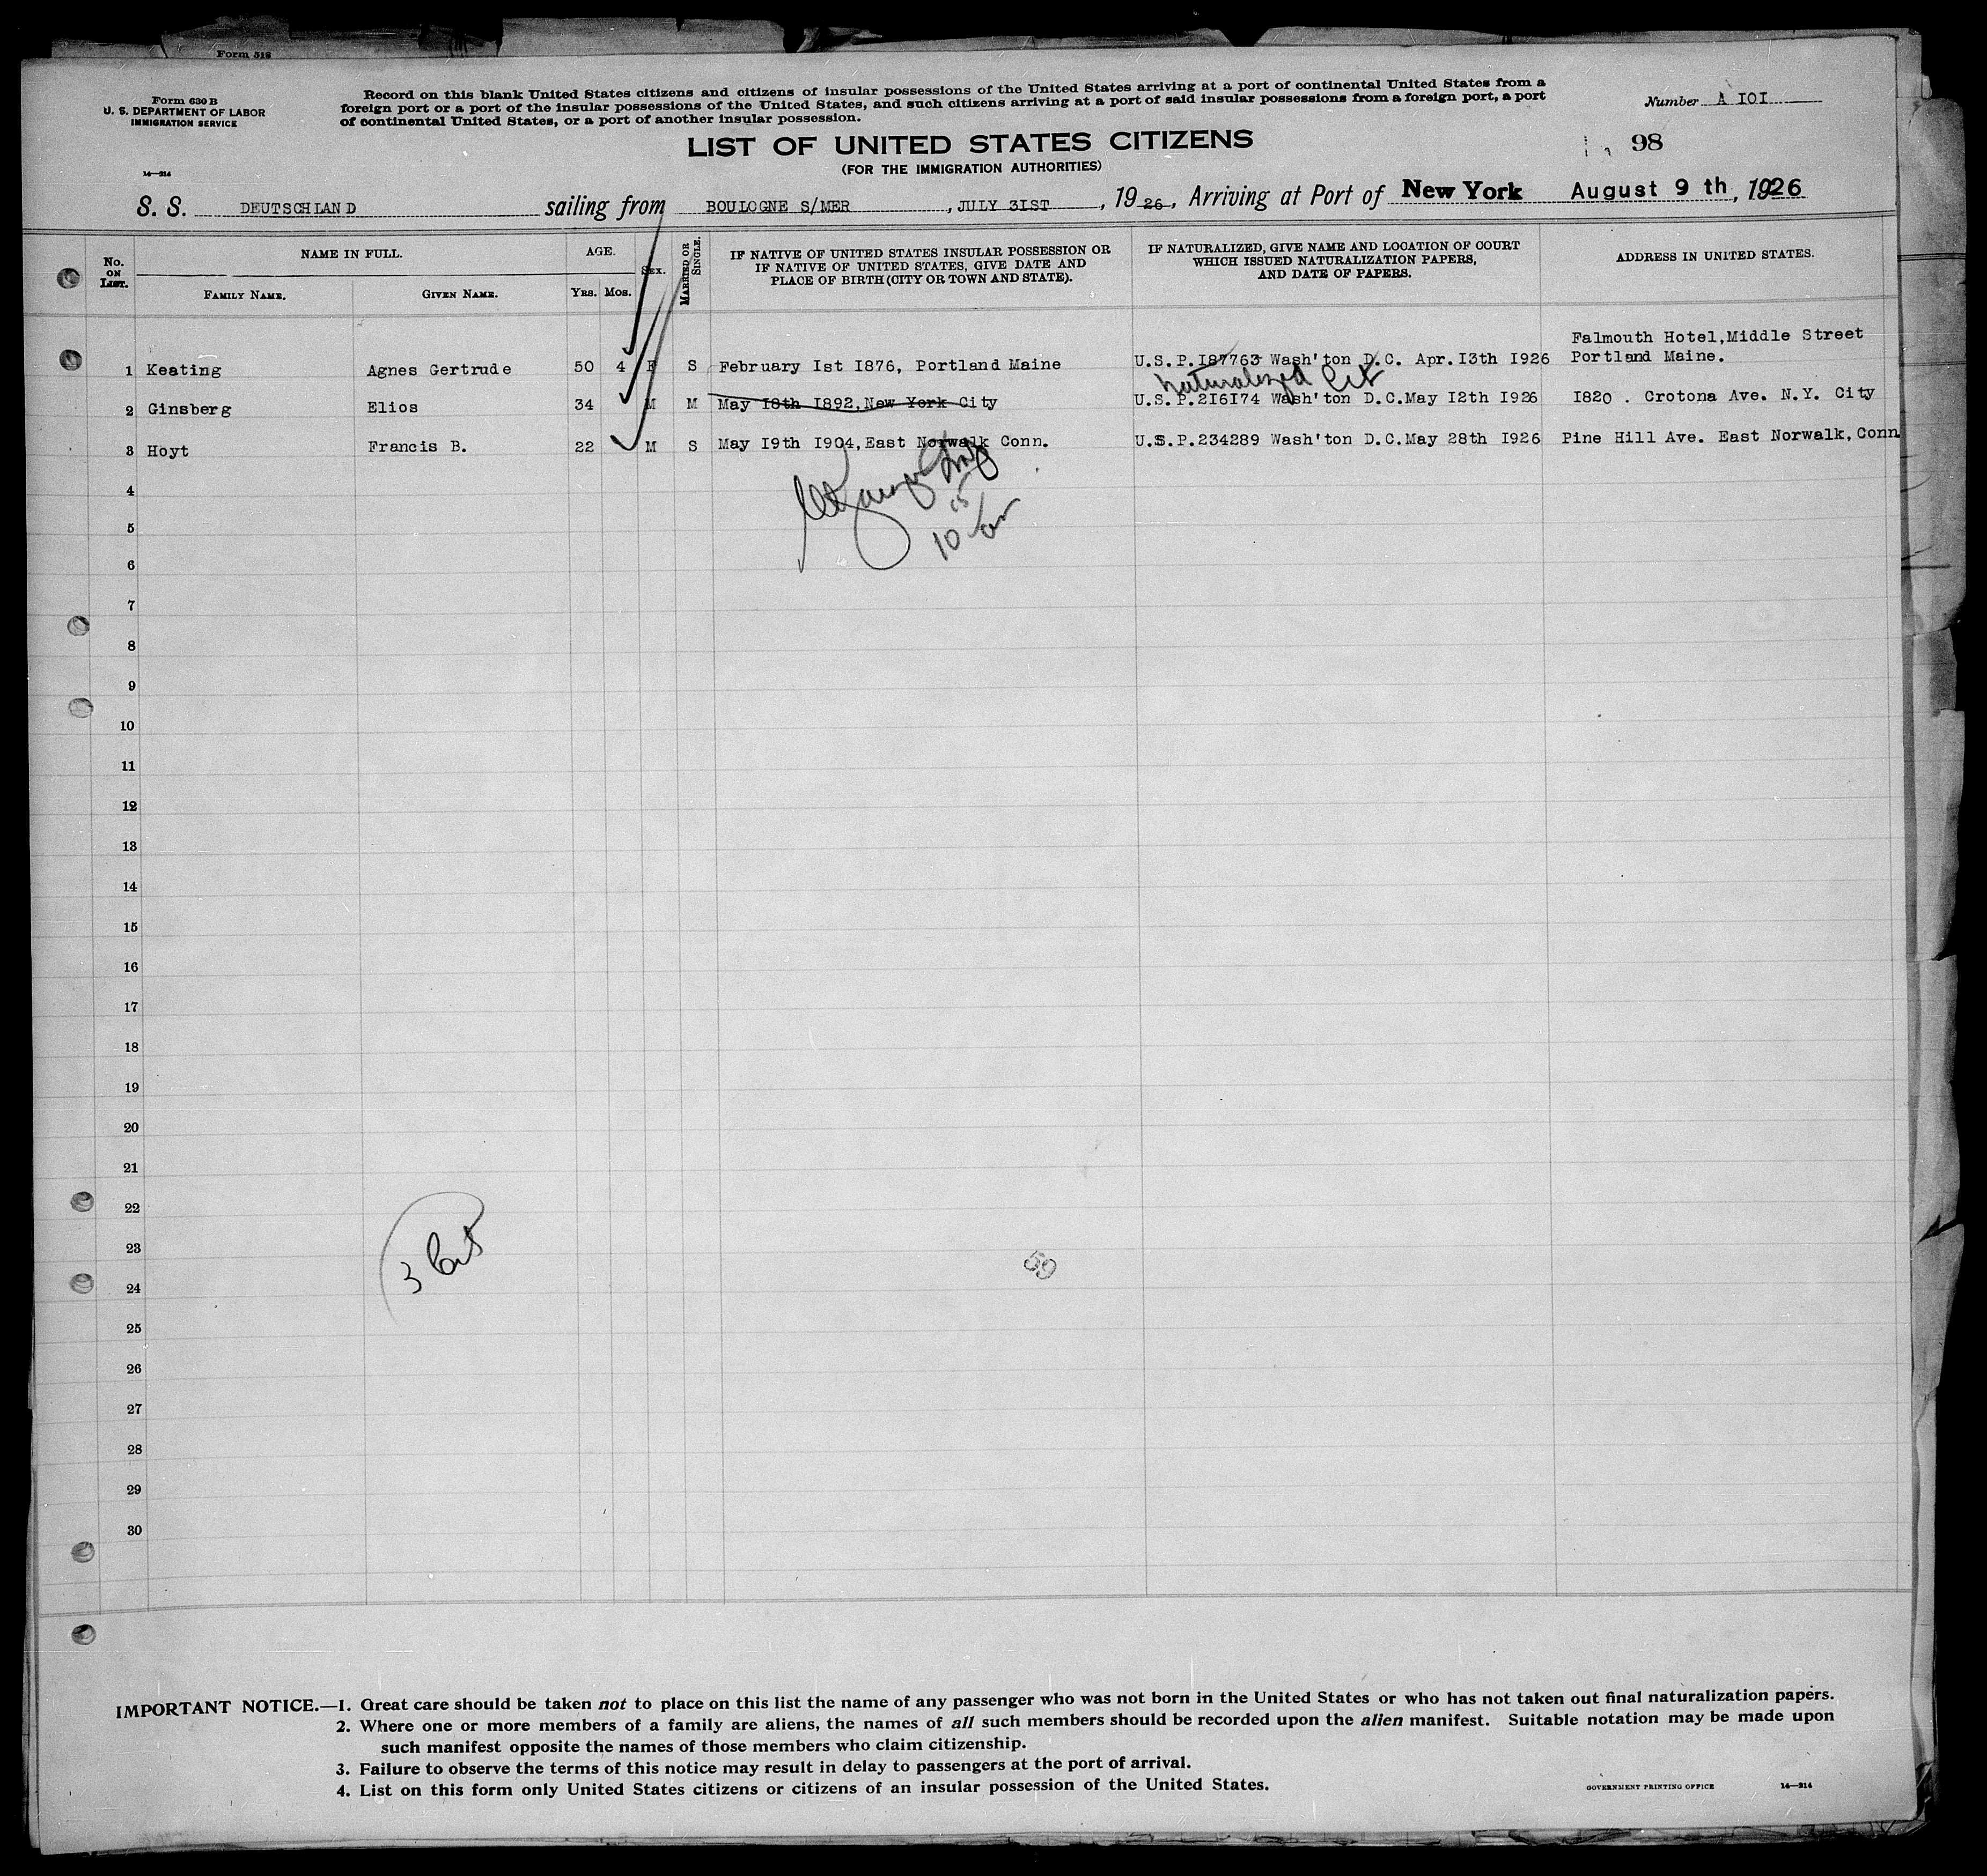 Form 518
Form 630 B
U. S. DEPARTMENT OF LABOR
IMMIGRATION SERVICE
14—214
Record on this blank United States citizens and citizens of insular possessions of the United States arriving at a port of continental United States from a
foreign port or a port of the insular possessions of the United States, and such citizens arriving at a port of said insular possessions from a foreign port, a port
of continental United States, or a port of another insular possession.
Number A IOI
LIST OF UNITED STATES CITIZENS
(FOR THE IMMIGRATION AUTHORITIES)
98
S. S. DEUTSCHLAND sailing from BOULOGNE S/MER, JULY 3IST, 1926, Arriving at Port of New York August 9 th, 1926
No. ON LIST.
NAME IN FULL.
FAMILY NAME.
GIVEN NAME.
AGE.
YRS.
MOS.
SEX.
MARRIED OR SINGLE.
IF NATIVE OF UNITED STATES INSULAR POSSESSION OR
IF NATIVE OF UNITED STATES, GIVE DATE AND
PLACE OF BIRTH (CITY OR TOWN AND STATE).
IF NATURALIZED, GIVE NAME AND LOCATION OF COURT
WHICH ISSUED NATURALIZATION PAPERS,
AND DATE OF PAPERS.
ADDRESS IN UNITED STATES.
Falmouth Hotel,Middle Street
1 Keating Agnes Gertrude 50 4 F S February Ist I876, Portland Maine U.S.P.I87763 Wash'ton D.C. Apr.I3th I926 Portland Maine.
Naturalized Cit
2 Ginsberg Elios 34 M M May I8th I892,New York City U.S.P.2I6I74 Wash'ton D.C.May I2th I926 I820 . Crotona Ave. N.Y. City
3 Hoyt Francis B. 22 M S May I9th I904,East Norwalk Conn. U.S.P.234289 Wash'ton D.C.May 28th I926 Pine Hill Ave. East Norwalk,Conn
4
5
6
7
8
9
10
11
12
13
14
15
16
17
18
19
20
21
22
23
24
25
26
27
28
29
30
3 Cit
59
IMPORTANT NOTICE.—1. Great care should be taken not to place on this list the name of any passenger who was not born in the United States or who has not taken out final naturalization papers.
2. Where one or more members of a family are aliens, the names of all such members should be recorded upon the alien manifest. Suitable notation may be made upon
such manifest opposite the names of those members who claim citizenship.
3. Failure to observe the terms of this notice may result in delay to passengers at the port of arrival.
4. List on this form only United States citizens or citizens of an insular possession of the United States.
GOVERNMENT PRINTING OFFICE 14—214